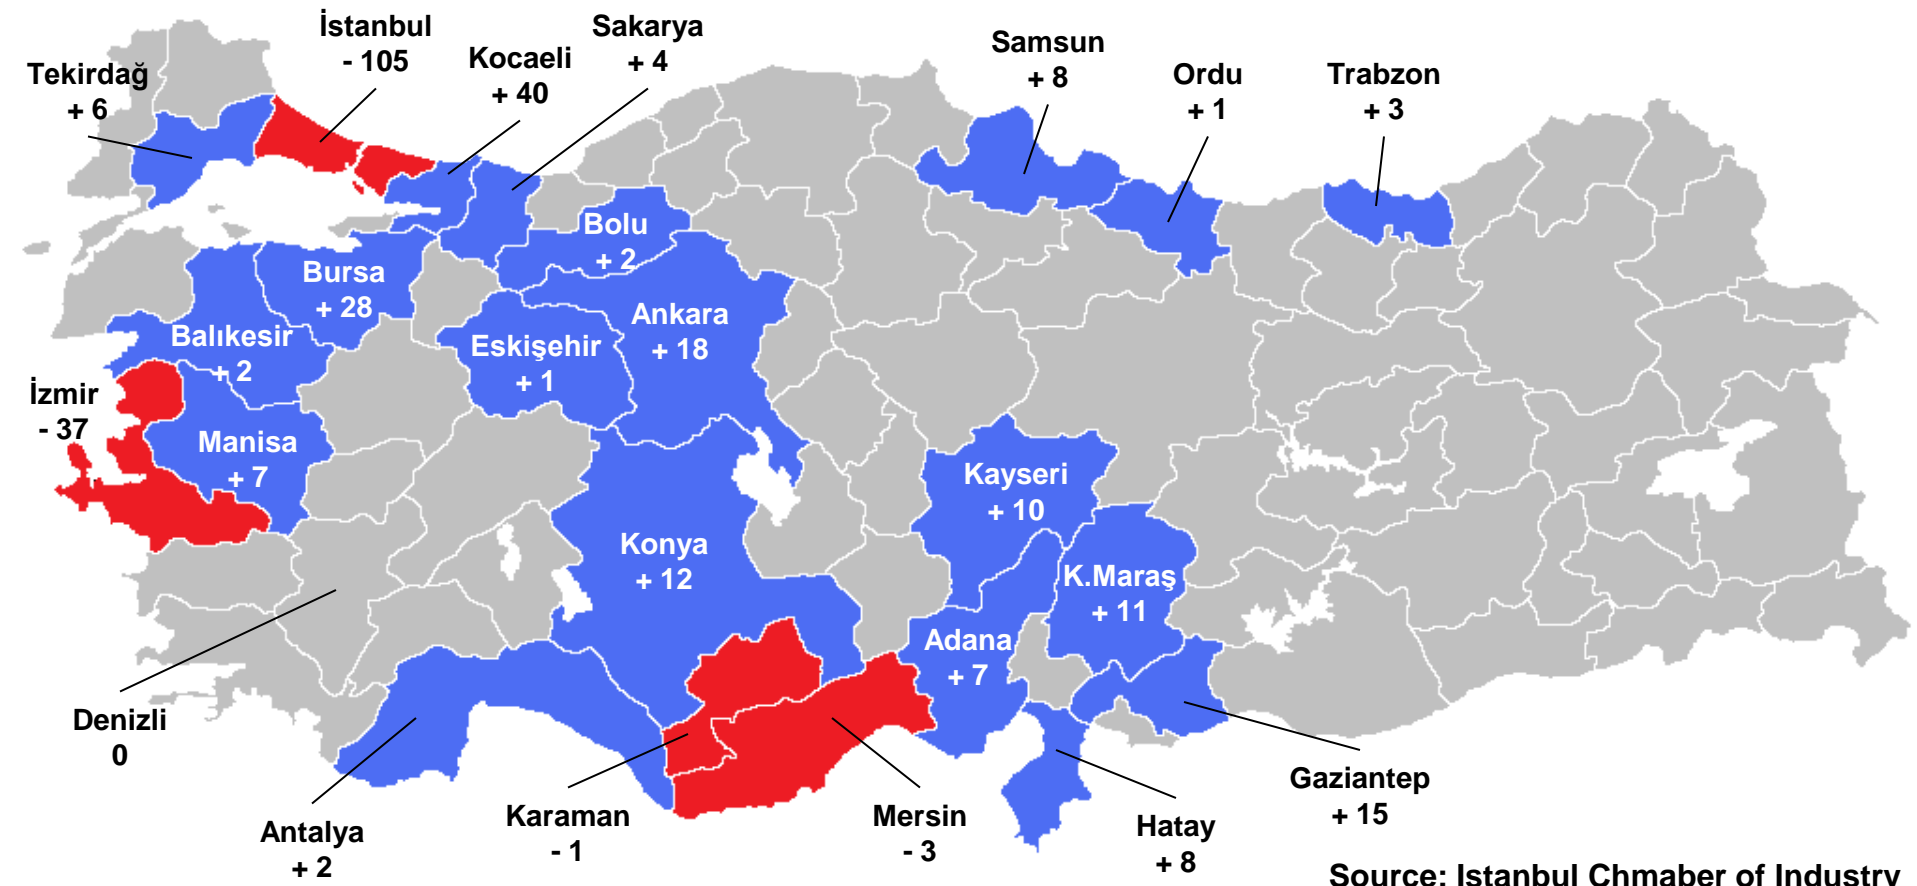 İstanbul
- 105
Sakarya
+ 4
Kocaeli
+ 40
Samsun
+ 8
Ordu
+ 1
Trabzon
+ 3
Tekirdağ
+ 6
Bolu
+ 2
Bursa
+ 28
Ankara
+ 18
Balıkesir
+ 2
Eskişehir
+ 1
İzmir
- 37
Manisa
+ 7
Kayseri
+ 10
Konya
+ 12
K.Maraş
+ 11
Adana
+ 7
Denizli
0
Gaziantep
+ 15
Karaman
- 1
Mersin
- 3
Hatay
+ 8
Antalya
+ 2
Source: Istanbul Chmaber of Industry